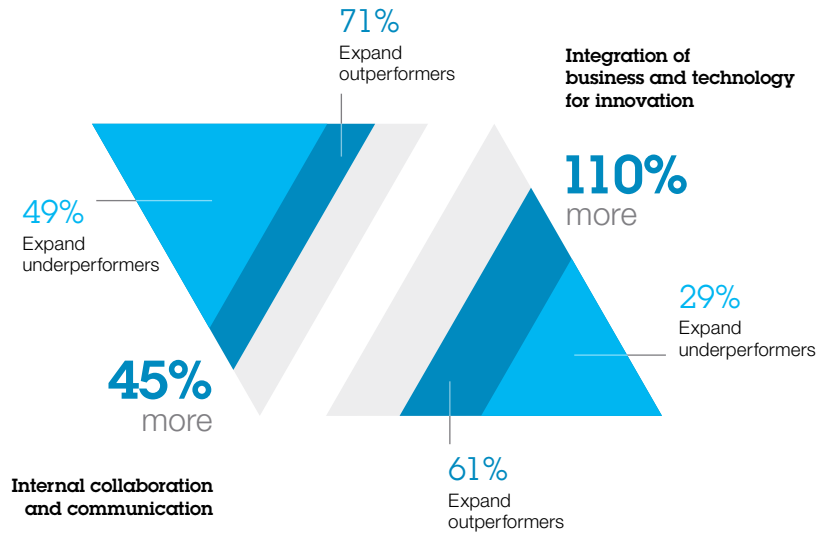 71%
Expand
outperformers
49%
Expand
underperformers
45%
more
Internal collaboration
and communication
Integration of
business and technology
for innovation
110%
more
29%
Expand
underperformers
61%
Expand
outperformers